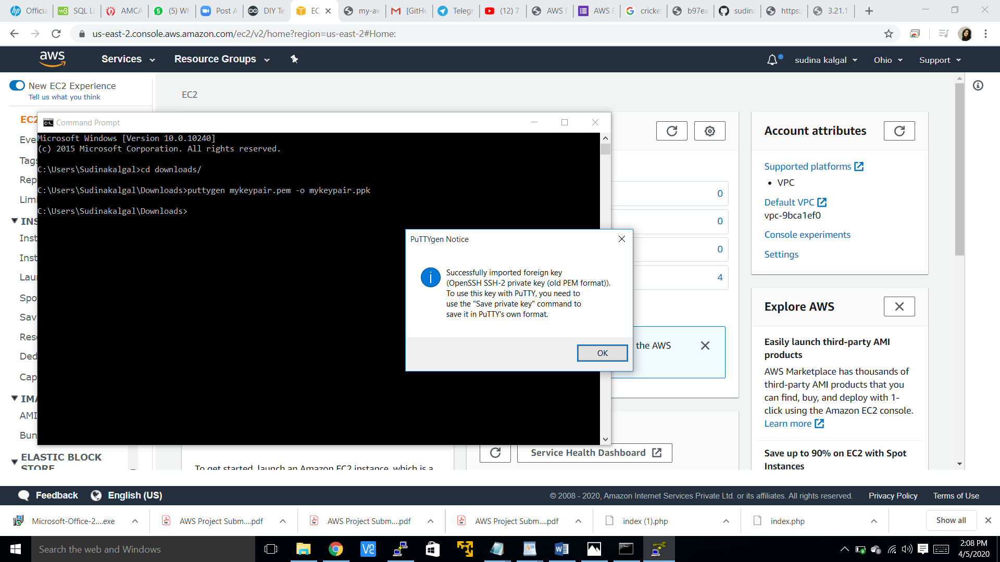 Officia
SQL LI
AMCA
(5) Wh
Post A
DIY Te
EC
my-aw
[GitHu
Telegr
(12) 7
AWS P
AWS P
cricke
b97ea
sudina
https:/
3.21.1
us-east-2.console.aws.amazon.com/ec2/v2/home?region=us-east-2#Home:
aws
Services
Resource Groups
sudina kalgal
Ohio
Support
New EC2 Experience
Tell us what you think
EC2
EC2
Eve
Tags
Rep
Limi
INS
Inst
Inst
Laun
Spo
Sav
Rese
Ded
Cap
IMA
AMI
Bun
ELASTIC BLOCK
STORE
Command Prompt
Microsoft Windows [Version 10.0.10240]
(c) 2015 Microsoft Corporation. All rights reserved.
C:\Users\Sudinakalgal>cd downloads/
C:\Users\Sudinakalgal\Downloads>puttygen mykeypair.pem -o mykeypair.ppk
C:\Users\Sudinakalgal\Downloads>
PuTTYgen Notice
Successfully imported foreign key
(OpenSSH SSH-2 private key (old PEM format)).
To use this key with PuTTY, you need to
use the "Save private key" command to
save it in PuTTY's own format.
OK
0
0
0
4
the AWS
Service Health Dashboard
To get started, launch an Amazon EC2 instance, which is a
Account attributes
Supported platforms
• VPC
Default VPC
vpc-9bca1ef0
Console experiments
Settings
Explore AWS
Easily launch third-party AMI
products
AWS Marketplace has thousands of
third-party AMI products that you
can find, buy, and deploy with 1-
click using the Amazon EC2 console.
Learn more
Save up to 90% on EC2 with Spot
Instances
Feedback
English (US)
© 2008 - 2020, Amazon Internet Services Private Ltd. or its affiliates. All rights reserved.
Privacy Policy
Terms of Use
Microsoft-Office-2....exe
AWS Project Subm....pdf
AWS Project Subm....pdf
AWS Project Subm....pdf
index (1).php
index.php
Show all
Search the web and Windows
2:08 PM
4/5/2020